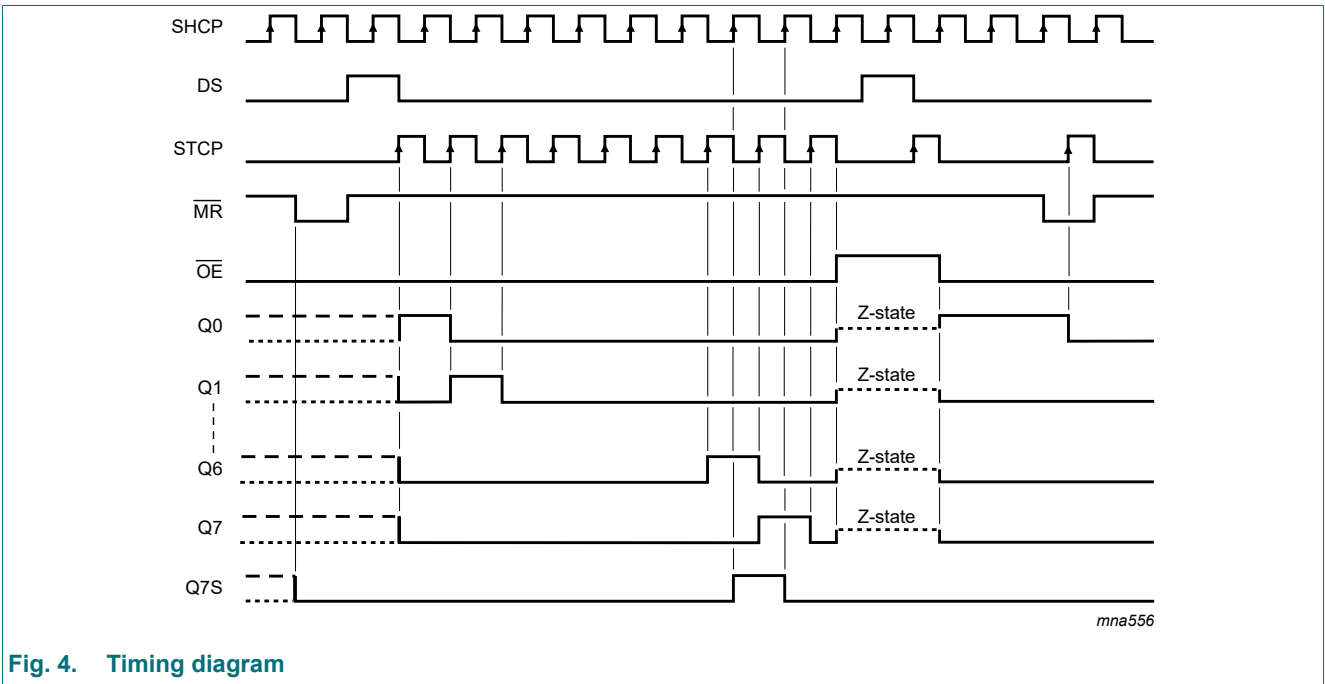 SHCP
DS
STCP
MR
OE
Q0 Z-state
Q1 Z-state
Q6 Z-state
Q7 Z-state
Q7S
mna556
Fig. 4. Timing diagram